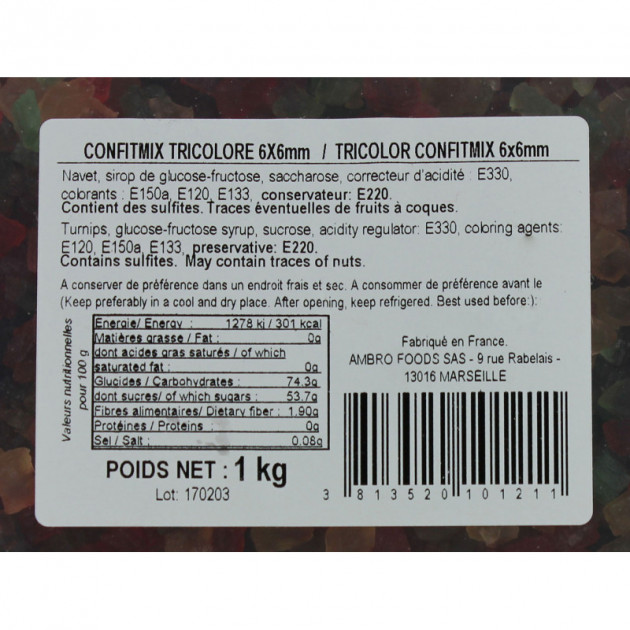 CONFITMIX TRICOLORE 6X6mm / TRICOLOR CONFITMIX 6x6mm
Navet, sirop de glucose-fructose, saccharose, correcteur d'acidité : E330,
colorants : E150a, E120, E133, conservateur: E220.
Contient des sulfites. Traces éventuelles de fruits à coques.
Turnips, glucose-fructose syrup, sucrose, acidity regulator: E330, coloring agents:
E120, E150a, E133, preservative: E220.
Contains sulfites. May contain traces of nuts.
A conserver de préférence dans un endroit frais et sec. A consommer de préférence avant le
(Keep preferably in a cool and dry place. After opening, keep refrigered. Best used before:):
Valeurs nutritionnelles
pour 100 g
Energie/ Energy : 1278 kj / 301 kcal
Matières grasse / Fat : 0g
dont acides gras saturés / of which
saturated fat : 0g
Glucides / Carbohydrates : 74.3g
dont sucres/ of which sugars : 53.7g
Fibres alimentaires/ Dietary fiber : 1.90g
Protéines / Proteins : 0g
Sel / Salt : 0.08g
POIDS NET : 1 kg
Lot: 170203
Fabriqué en France.
AMBRO FOODS SAS - 9 rue Rabelais -
13016 MARSEILLE
3 813520 101211